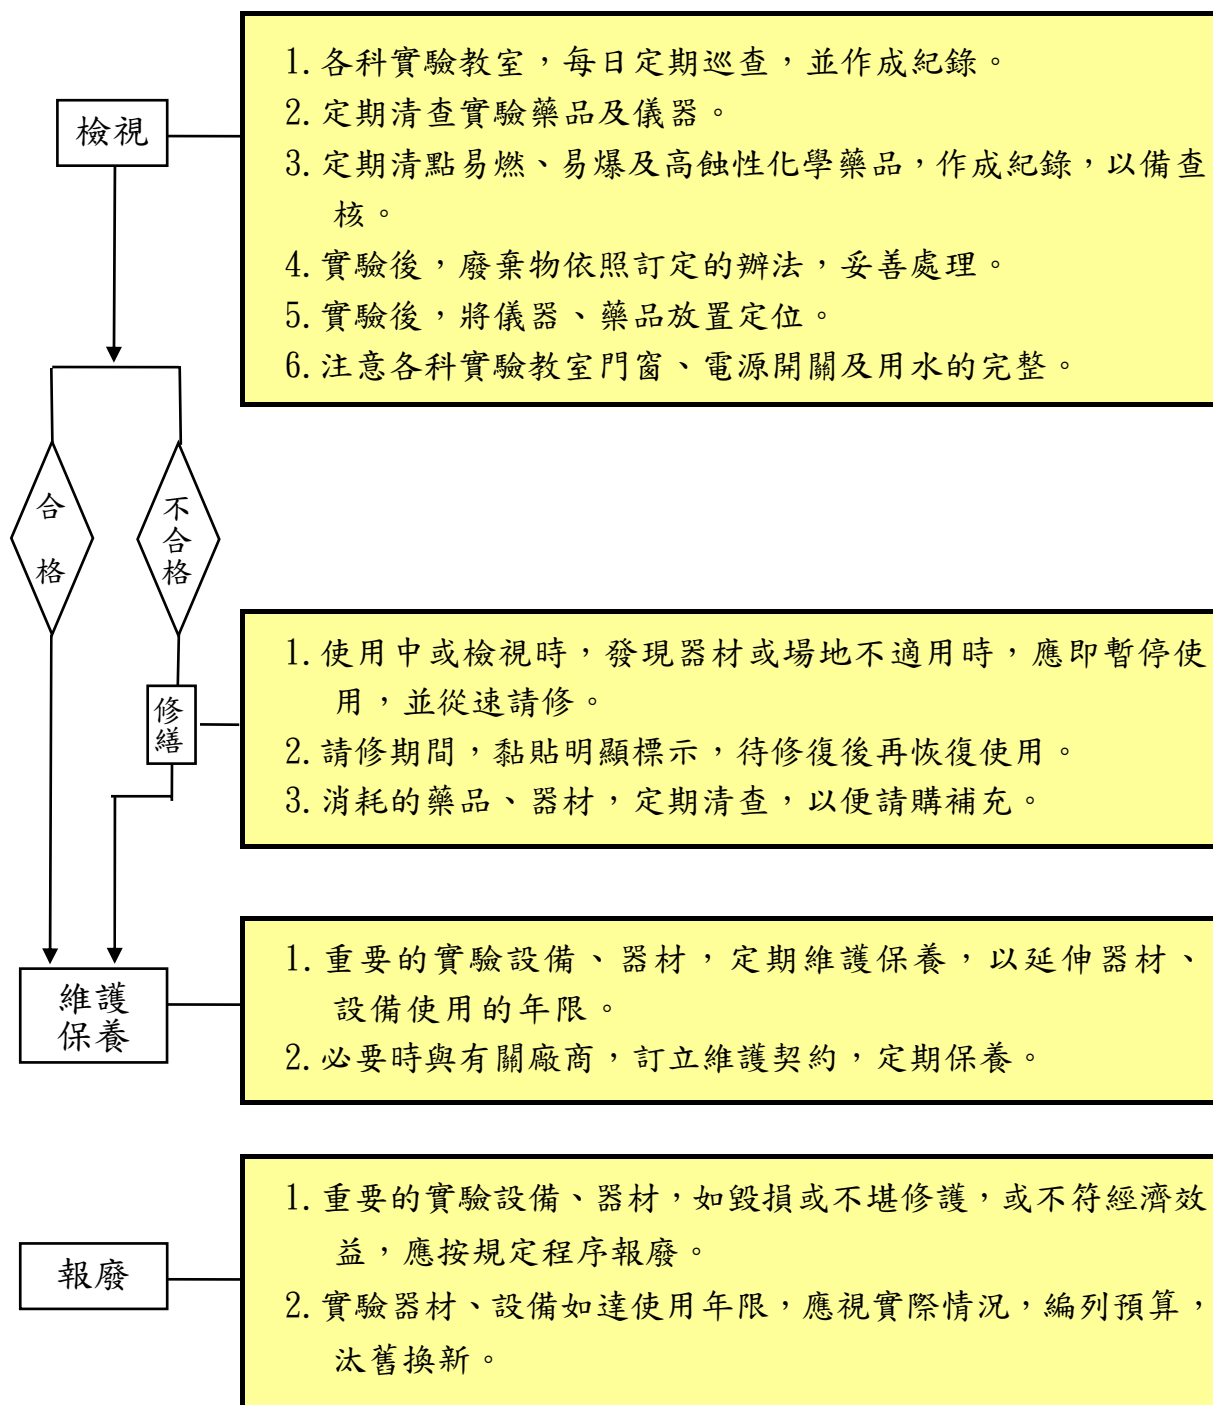 檢視
1.各科實驗教室，每日定期巡查，並作成紀錄。
2.定期清查實驗藥品及儀器。
3.定期清點易燃、易爆及高蝕性化學藥品，作成紀錄，以備查
核。
4.實驗後，廢棄物依照訂定的辦法，妥善處理。
5.實驗後，將儀器、藥品放置定位。
6.注意各科實驗教室門窗、電源開關及用水的完整。
合
格
不
合
格
修
繕
1.使用中或檢視時，發現器材或場地不適用時，應即暫停使
用，並從速請修。
2.請修期間，黏貼明顯標示，待修復後再恢復使用。
3.消耗的藥品、器材，定期清查，以便請購補充。
維護
保養
1.重要的實驗設備、器材，定期維護保養，以延伸器材、
設備使用的年限。
2.必要時與有關廠商，訂立維護契約，定期保養。
報廢
1.重要的實驗設備、器材，如毀損或不堪修護，或不符經濟效
益，應按規定程序報廢。
2.實驗器材、設備如達使用年限，應視實際情況，編列預算，
汰舊換新。